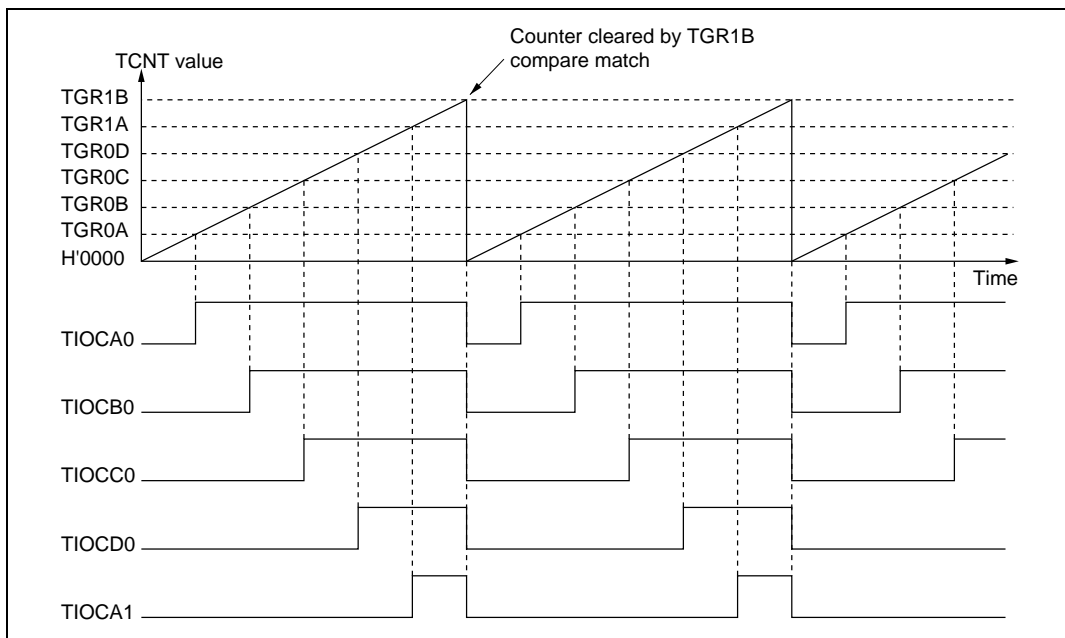 Counter cleared by TGR1B
compare match
TCNT value
TGR1B
TGR1A
TGR0D
TGR0C
TGR0B
TGR0A
H'0000
Time
TIOCA0
TIOCB0
TIOCC0
TIOCD0
TIOCA1